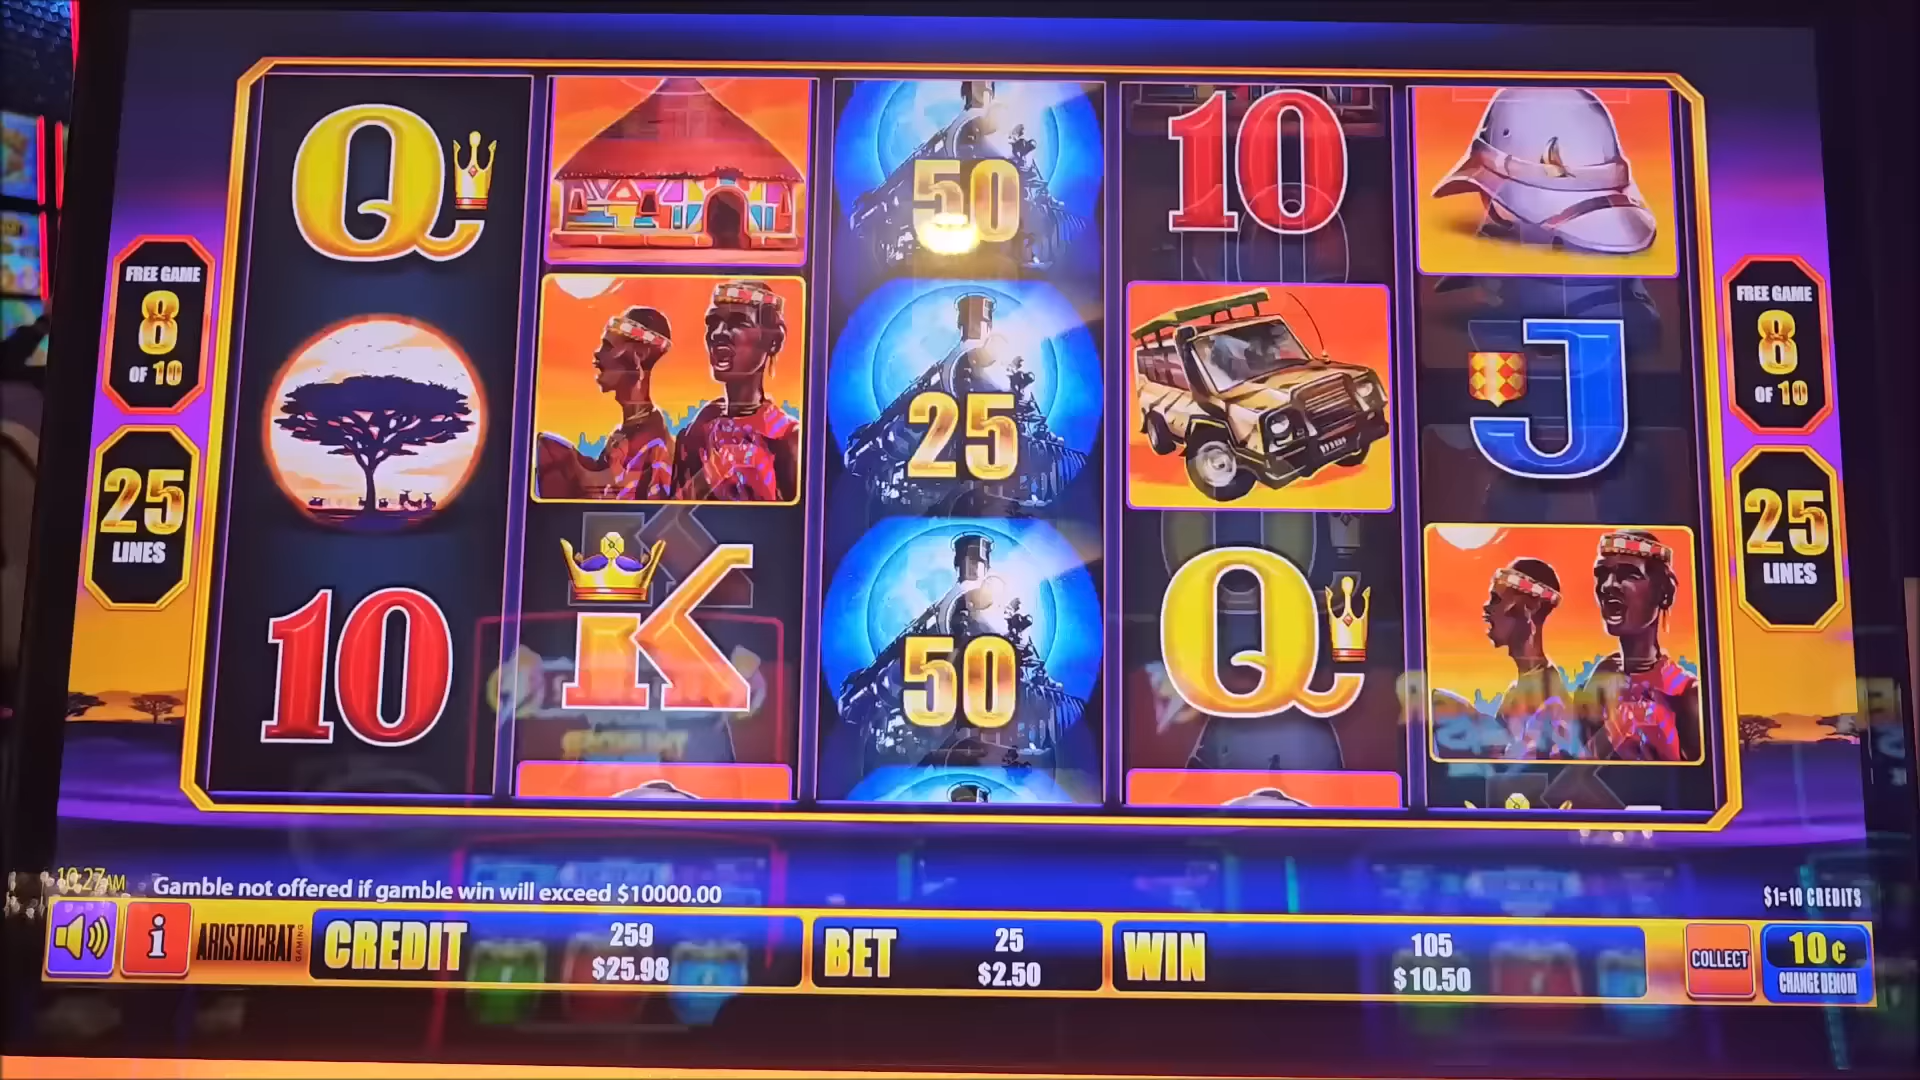 Q
50
10
FREE GAME
8
OF 10
25
LINES
25
J
FREE GAME
8
OF 10
25
LINES
10
K
50
Q
10:27AM
Gamble not offered if gamble win will exceed $10000.00
$1=10 CREDITS
i
ARISTOCRAT
GAMING
CREDIT
259
$25.98
BET
25
$2.50
WIN
105
$10.50
COLLECT
10¢
CHANGE DENOM